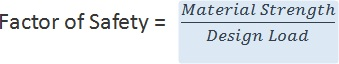 Factor of Safety = Material Strength
Design Load